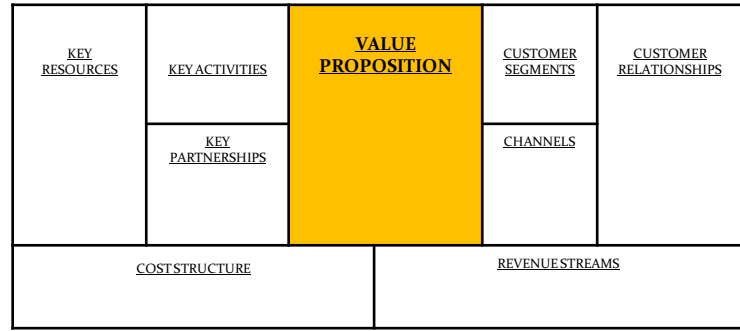 KEY
RESOURCES
KEY ACTIVITIES
VALUE
PROPOSITION
CUSTOMER
SEGMENTS
CUSTOMER
RELATIONSHIPS
KEY
PARTNERSHIPS
CHANNELS
COST STRUCTURE
REVENUE STREAMS